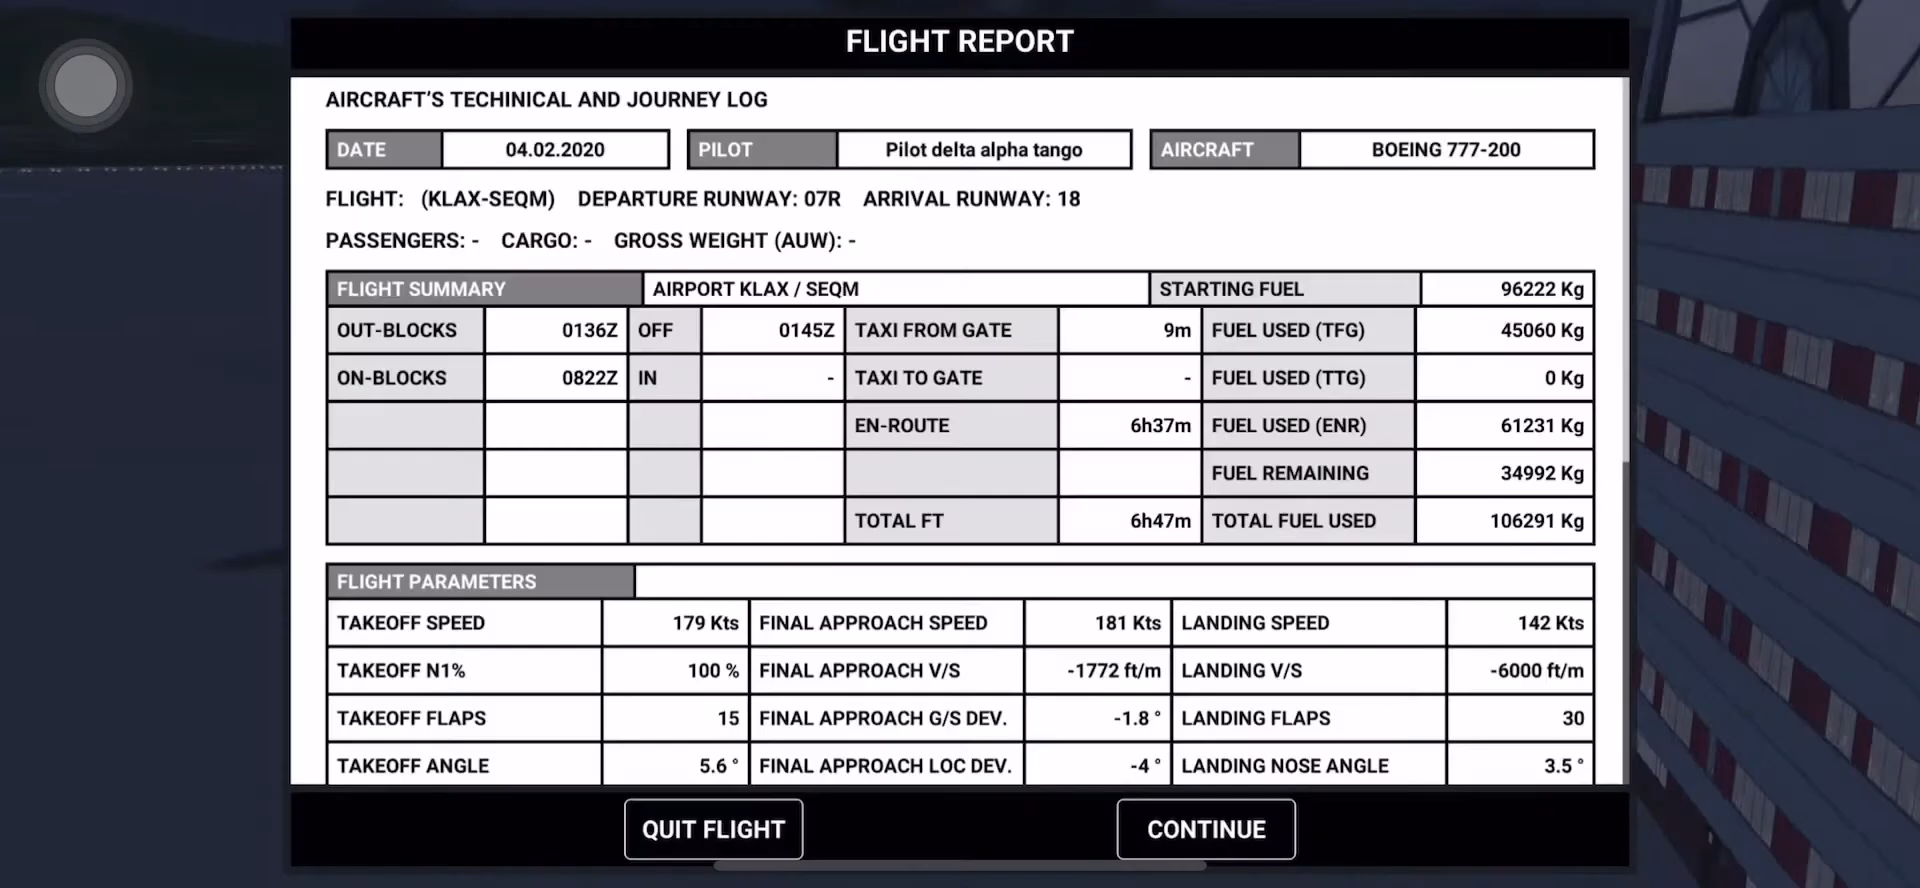 FLIGHT REPORT
AIRCRAFT'S TECHINICAL AND JOURNEY LOG
DATE 04.02.2020 PILOT Pilot delta alpha tango AIRCRAFT BOEING 777-200
FLIGHT: (KLAX-SEQM) DEPARTURE RUNWAY: 07R ARRIVAL RUNWAY: 18
PASSENGERS: - CARGO: - GROSS WEIGHT (AUW): -
FLIGHT SUMMARY AIRPORT KLAX / SEQM STARTING FUEL 96222 Kg
OUT-BLOCKS 0136Z OFF 0145Z TAXI FROM GATE 9m FUEL USED (TFG) 45060 Kg
ON-BLOCKS 0822Z IN - TAXI TO GATE - FUEL USED (TTG) 0 Kg
EN-ROUTE 6h37m FUEL USED (ENR) 61231 Kg
FUEL REMAINING 34992 Kg
TOTAL FT 6h47m TOTAL FUEL USED 106291 Kg
FLIGHT PARAMETERS
TAKEOFF SPEED 179 Kts FINAL APPROACH SPEED 181 Kts LANDING SPEED 142 Kts
TAKEOFF N1% 100 % FINAL APPROACH V/S -1772 ft/m LANDING V/S -6000 ft/m
TAKEOFF FLAPS 15 FINAL APPROACH G/S DEV. -1.8 ° LANDING FLAPS 30
TAKEOFF ANGLE 5.6 ° FINAL APPROACH LOC DEV. -4 ° LANDING NOSE ANGLE 3.5 °
QUIT FLIGHT CONTINUE